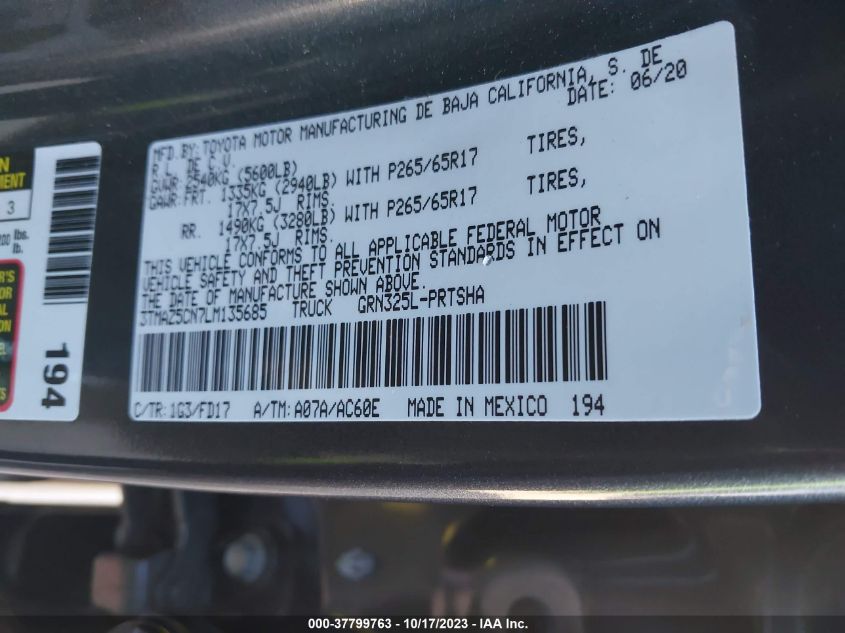 MFD.BY: TOYOTA MOTOR MANUFACTURING DE BAJA CALIFORNIA, S. DE
R L. DE C.V. DATE: 06/20
GVWR: 2540KG (5600LB)
GAWR: FRT. 1335KG (2940LB) WITH P265/65R17 TIRES,
17X7.5J RIMS.
RR. 1490KG (3280LB) WITH P265/65R17 TIRES,
17X7.5J RIMS.
THIS VEHICLE CONFORMS TO ALL APPLICABLE FEDERAL MOTOR
VEHICLE SAFETY AND THEFT PREVENTION STANDARDS IN EFFECT ON
THE DATE OF MANUFACTURE SHOWN ABOVE.
3TMAZ5CN7LM135685 TRUCK GRN325L-PRTSHA
C/TR: 1G3/FD17 A/TM: A07A/AC60E MADE IN MEXICO 194
3
lbs.
lb.
194
000-37799763 - 10/17/2023 - IAA Inc.